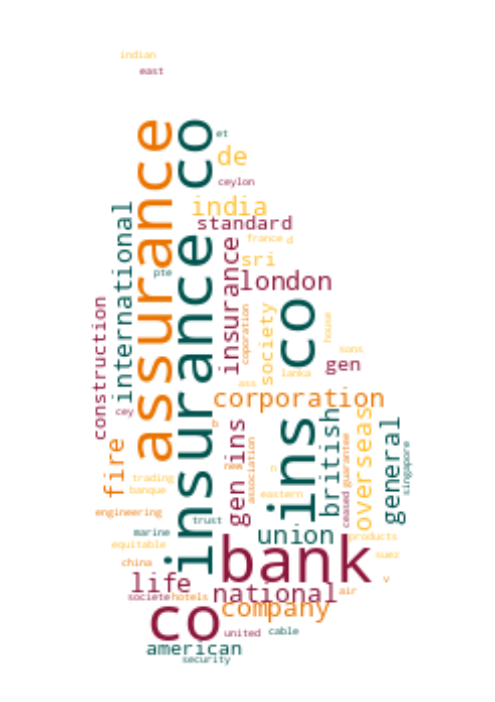 indian
east
assurance
insurance co
et
de
ceylon
india
standard
international
france
d
sri
pte
insurance
london
construction
coporation
society
ins co
house
sons
gen
lanka
ass
corporation
cey
b
fire
gen ins
association
new
british
overseas
guarantee
ceased
general
singapore
trading
banque
n
eastern
engineering
trust
marine
union
products
equitable
bank
suez
china
v
life
national
air
societe
hotels
company
co
united
cable
american
security